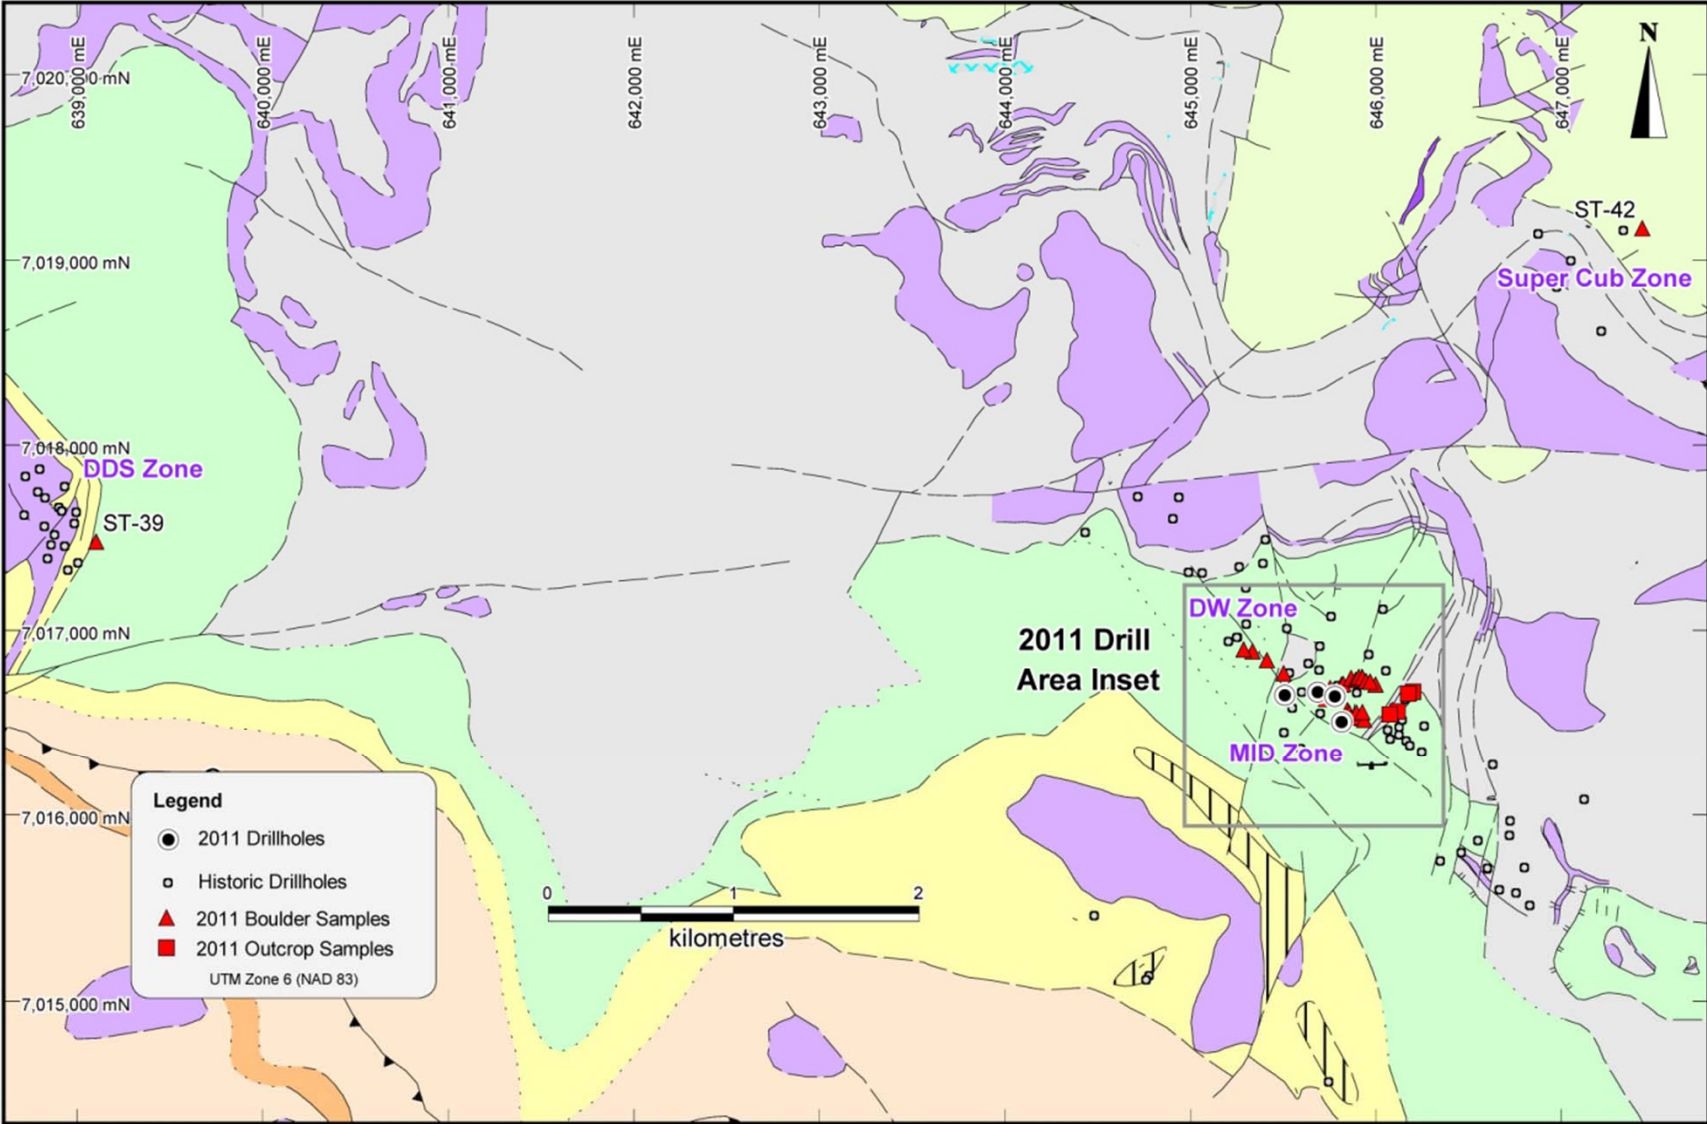 639,000 mE
640,000 mE
641,000 mE
642,000 mE
643,000 mE
644,000 mE
645,000 mE
646,000 mE
647,000 mE
N
7,020,000 mN
ST-42
7,019,000 mN
Super Cub Zone
7,018,000 mN
DDS Zone
ST-39
DW Zone
7,017,000 mN
2011 Drill
Area Inset
MID Zone
Legend
2011 Drillholes
Historic Drillholes
2011 Boulder Samples
2011 Outcrop Samples
UTM Zone 6 (NAD 83)
7,016,000 mN
0 1 2
kilometres
7,015,000 mN